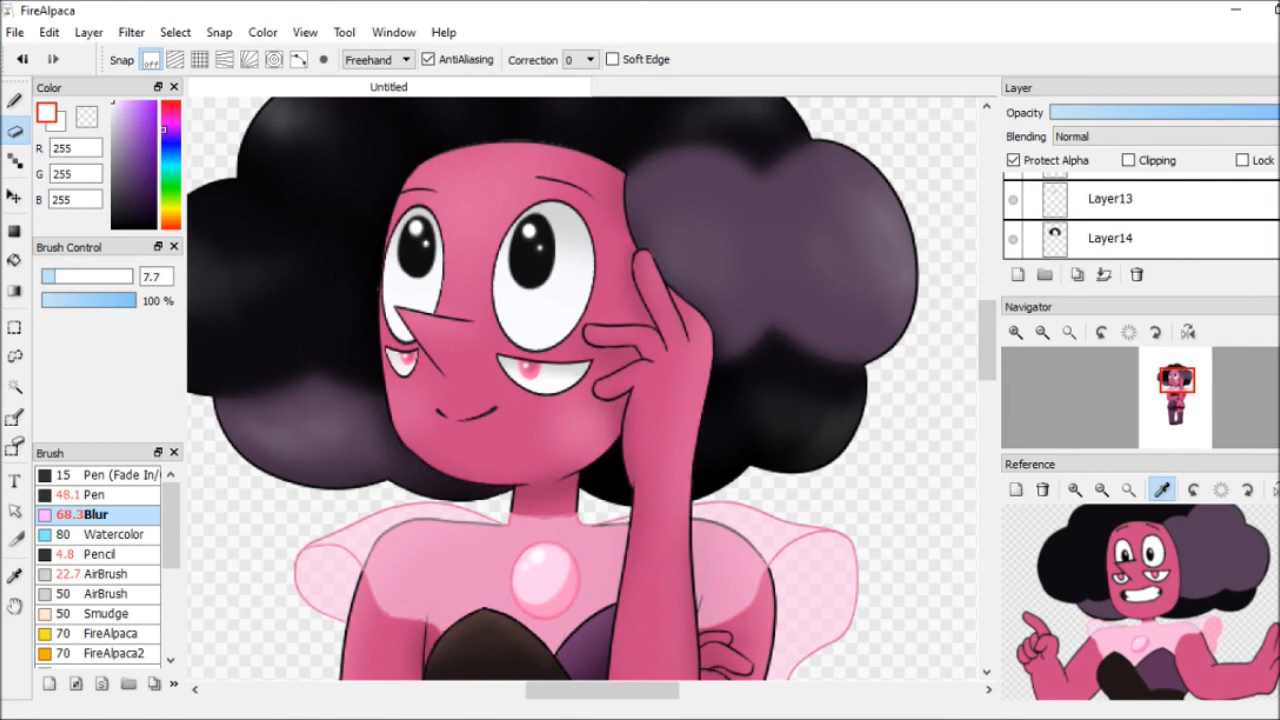 FireAlpaca
File Edit Layer Filter Select Snap Color View Tool Window Help
Snap off Freehand AntiAliasing Correction 0 Soft Edge
Color
Untitled
Layer
Opacity
Blending Normal
Protect Alpha Clipping Lock
R 255
G 255
B 255
Layer13
Layer14
Brush Control
7.7
100 %
Navigator
Brush
Reference
15 Pen (Fade In/
48.1 Pen
68.3 Blur
80 Watercolor
4.8 Pencil
22.7 AirBrush
50 AirBrush
50 Smudge
70 FireAlpaca
70 FireAlpaca2